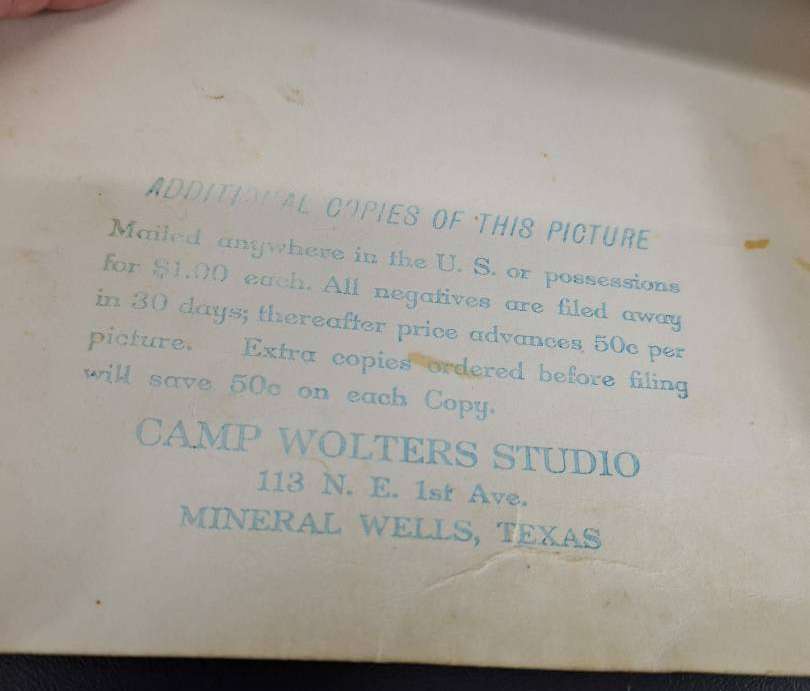 ADDITIONAL COPIES OF THIS PICTURE
Mailed anywhere in the U. S. or possessions
for $1.00 each. All negatives are filed away
in 30 days; thereafter price advances 50c per
picture. Extra copies ordered before filing
will save 50c on each Copy.
CAMP WOLTERS STUDIO
113 N. E. 1st Ave.
MINERAL WELLS, TEXAS